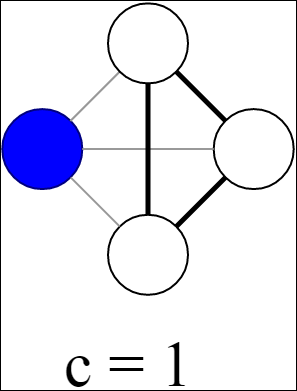 c = 1